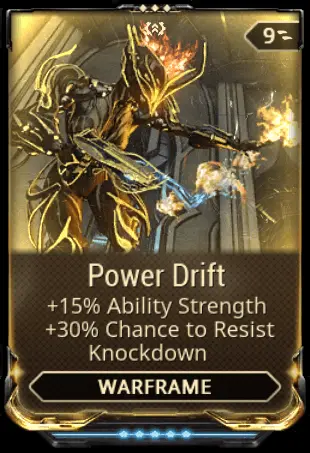 9
Power Drift
+15% Ability Strength
+30% Chance to Resist
Knockdown
WARFRAME